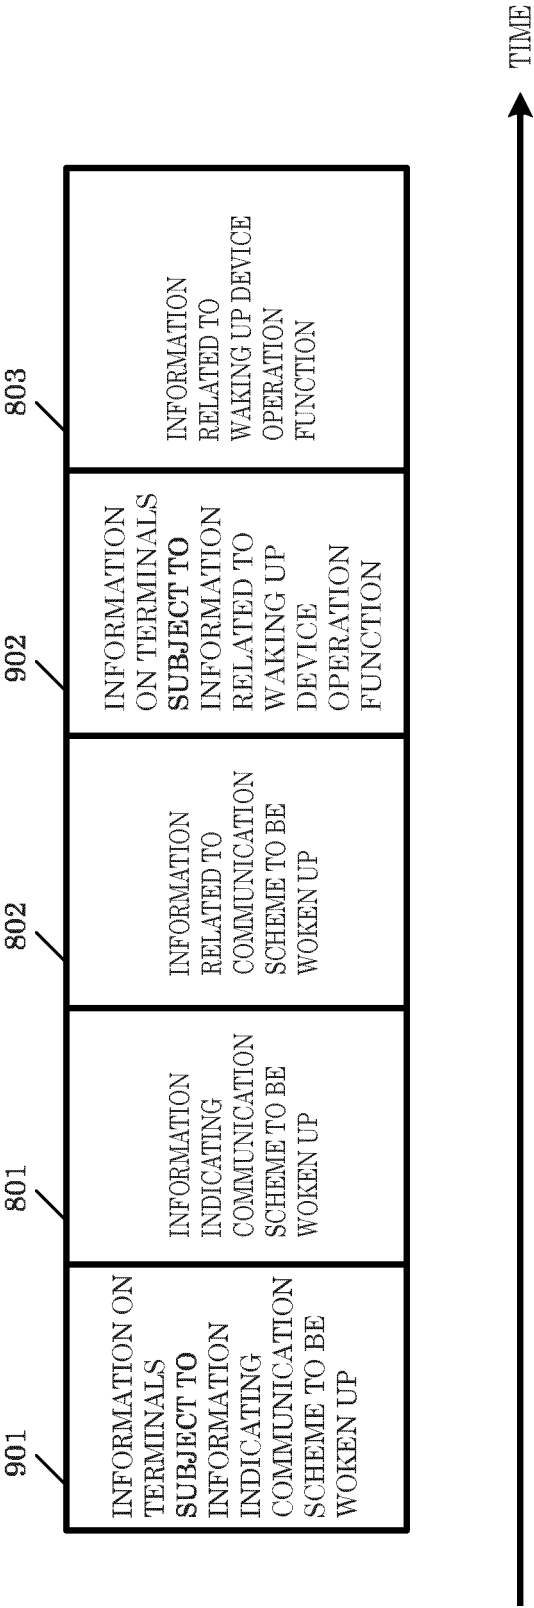 901
INFORMATION ON
TERMINALS
SUBJECT TO
INFORMATION
INDICATING
COMMUNICATION
SCHEME TO BE
WOKEN UP
801
INFORMATION
INDICATING
COMMUNICATION
SCHEME TO BE
WOKEN UP
802
INFORMATION
RELATED TO
COMMUNICATION
SCHEME TO BE
WOKEN UP
902
INFORMATION
ON TERMINALS
SUBJECT TO
INFORMATION
RELATED TO
WAKING UP
DEVICE
OPERATION
FUNCTION
803
INFORMATION
RELATED TO
WAKING UP DEVICE
OPERATION
FUNCTION
TIME